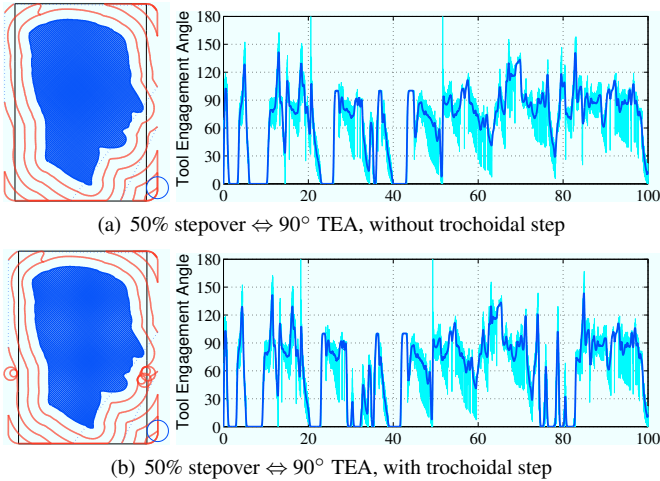 Tool Engagement Angle
180
150
120
90
60
30
0
0 20 40 60 80 100
(a) 50% stepover ⇔ 90° TEA, without trochoidal step
Tool Engagement Angle
180
150
120
90
60
30
0
0 20 40 60 80 100
(b) 50% stepover ⇔ 90° TEA, with trochoidal step